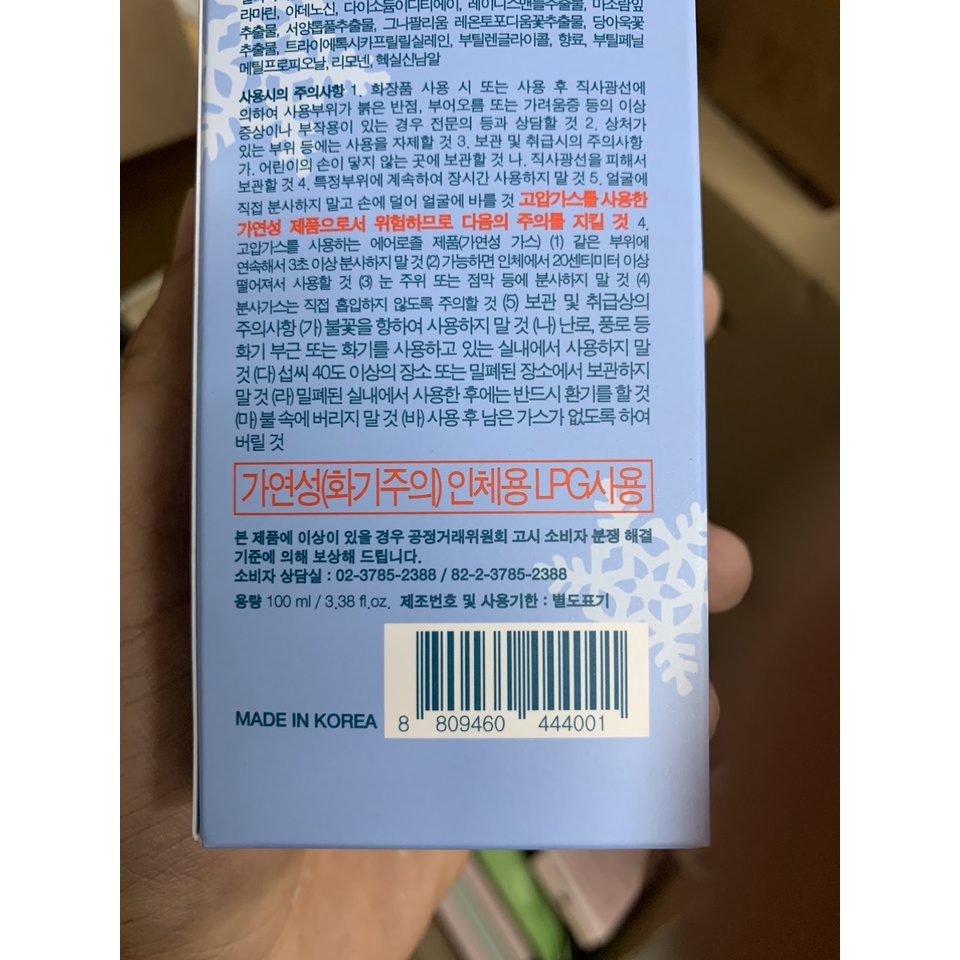 라마린, 아데노신, 다이소듐이디티에이, 레이디스맨틀추출물, 마조람잎
추출물, 서양톱풀추출물, 그나팔리움 레온토포디움꽃추출물, 당아욱꽃
추출물, 트라이에톡시카프릴릴실레인, 부틸렌글라이콜, 향료, 부틸페닐
메틸프로피오날, 리모넨, 헥실신남알
사용시의 주의사항 1. 화장품 사용 시 또는 사용 후 직사광선에
의하여 사용부위가 붉은 반점, 부어오름 또는 가려움증 등의 이상
증상이나 부작용이 있는 경우 전문의 등과 상담할 것 2. 상처가
있는 부위 등에는 사용을 자제할 것 3. 보관 및 취급시의 주의사항
가. 어린이의 손이 닿지 않는 곳에 보관할 것 나. 직사광선을 피해서
보관할 것 4. 특정부위에 계속하여 장시간 사용하지 말 것 5. 얼굴에
직접 분사하지 말고 손에 덜어 얼굴에 바를 것 고압가스를 사용한
가연성 제품으로서 위험하므로 다음의 주의를 지킬 것 4.
고압가스를 사용하는 에어로졸 제품(가연성 가스) (1) 같은 부위에
연속해서 3초 이상 분사하지 말 것 (2) 가능하면 인체에서 20센티미터 이상
떨어져서 사용할 것 (3) 눈 주위 또는 점막 등에 분사하지 말 것 (4)
분사가스는 직접 흡입하지 않도록 주의할 것 (5) 보관 및 취급상의
주의사항 (가) 불꽃을 향하여 사용하지 말 것 (나) 난로, 풍로 등
화기 부근 또는 화기를 사용하고 있는 실내에서 사용하지 말
것 (다) 섭씨 40도 이상의 장소 또는 밀폐된 장소에서 보관하지
말 것 (라) 밀폐된 실내에서 사용한 후에는 반드시 환기를 할 것
(마) 불 속에 버리지 말 것 (바) 사용 후 남은 가스가 없도록 하여
버릴 것
가연성(화기주의) 인체용 LPG사용
본 제품에 이상이 있을 경우 공정거래위원회 고시 소비자 분쟁 해결
기준에 의해 보상해 드립니다.
소비자 상담실 : 02-3785-2388 / 82-2-3785-2388
용량 100 ml / 3.38 fl.oz. 제조번호 및 사용기한 : 별도표기
MADE IN KOREA
8 809460 444001